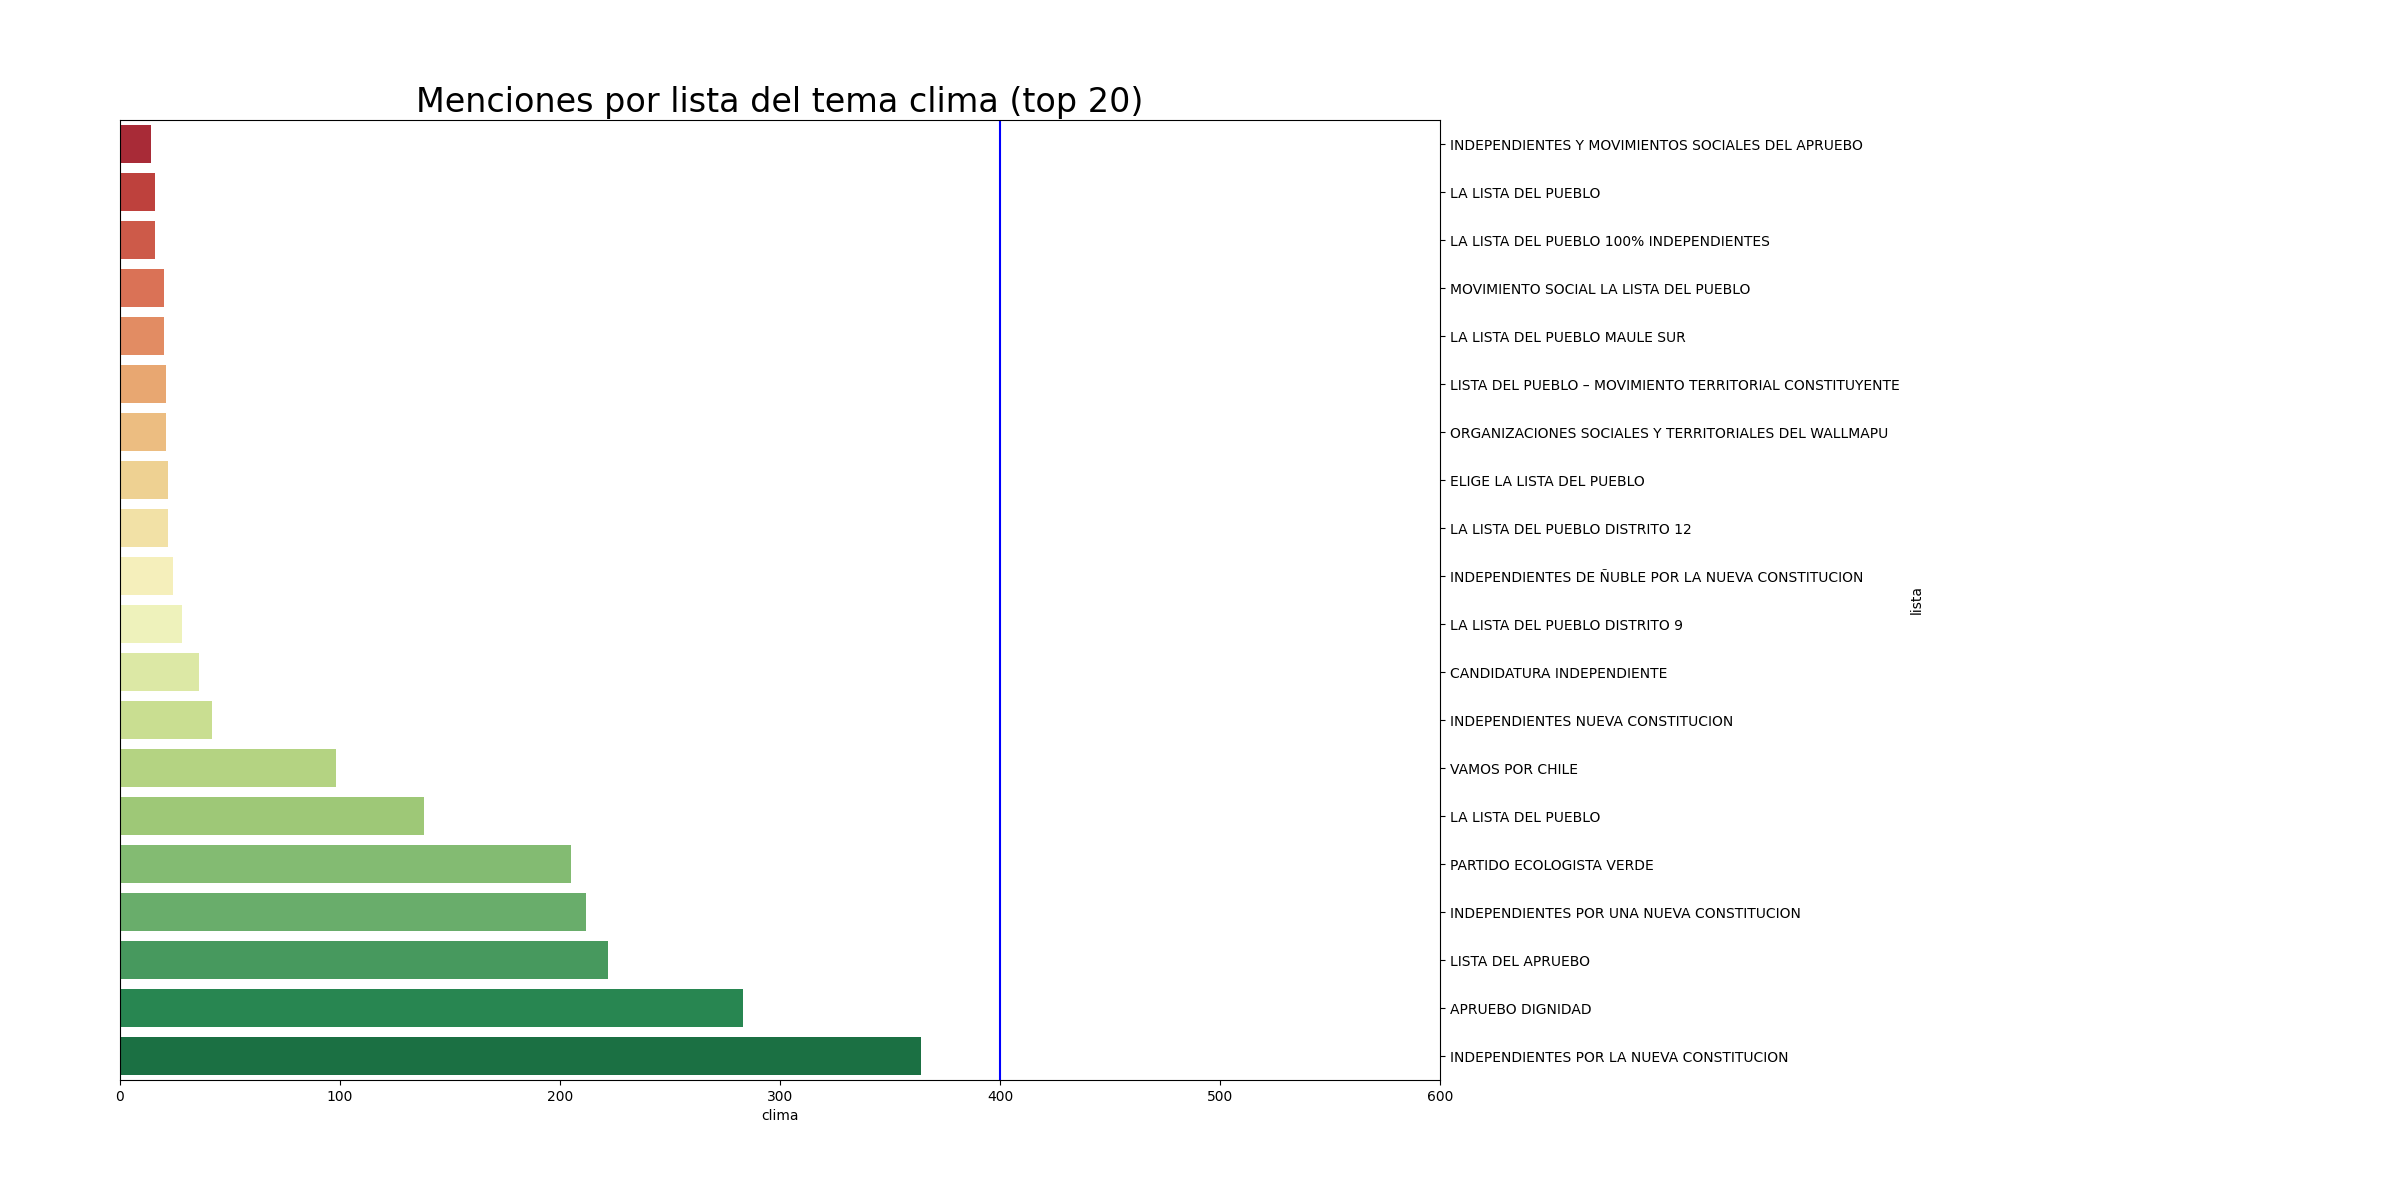 Menciones por lista del tema clima (top 20)
INDEPENDIENTES Y MOVIMIENTOS SOCIALES DEL APRUEBO
LA LISTA DEL PUEBLO
LA LISTA DEL PUEBLO 100% INDEPENDIENTES
MOVIMIENTO SOCIAL LA LISTA DEL PUEBLO
LA LISTA DEL PUEBLO MAULE SUR
LISTA DEL PUEBLO – MOVIMIENTO TERRITORIAL CONSTITUYENTE
ORGANIZACIONES SOCIALES Y TERRITORIALES DEL WALLMAPU
ELIGE LA LISTA DEL PUEBLO
LA LISTA DEL PUEBLO DISTRITO 12
INDEPENDIENTES DE ÑUBLE POR LA NUEVA CONSTITUCION
LA LISTA DEL PUEBLO DISTRITO 9
CANDIDATURA INDEPENDIENTE
INDEPENDIENTES NUEVA CONSTITUCION
VAMOS POR CHILE
LA LISTA DEL PUEBLO
PARTIDO ECOLOGISTA VERDE
INDEPENDIENTES POR UNA NUEVA CONSTITUCION
LISTA DEL APRUEBO
APRUEBO DIGNIDAD
INDEPENDIENTES POR LA NUEVA CONSTITUCION
lista
0 100 200 300 400 500 600
clima